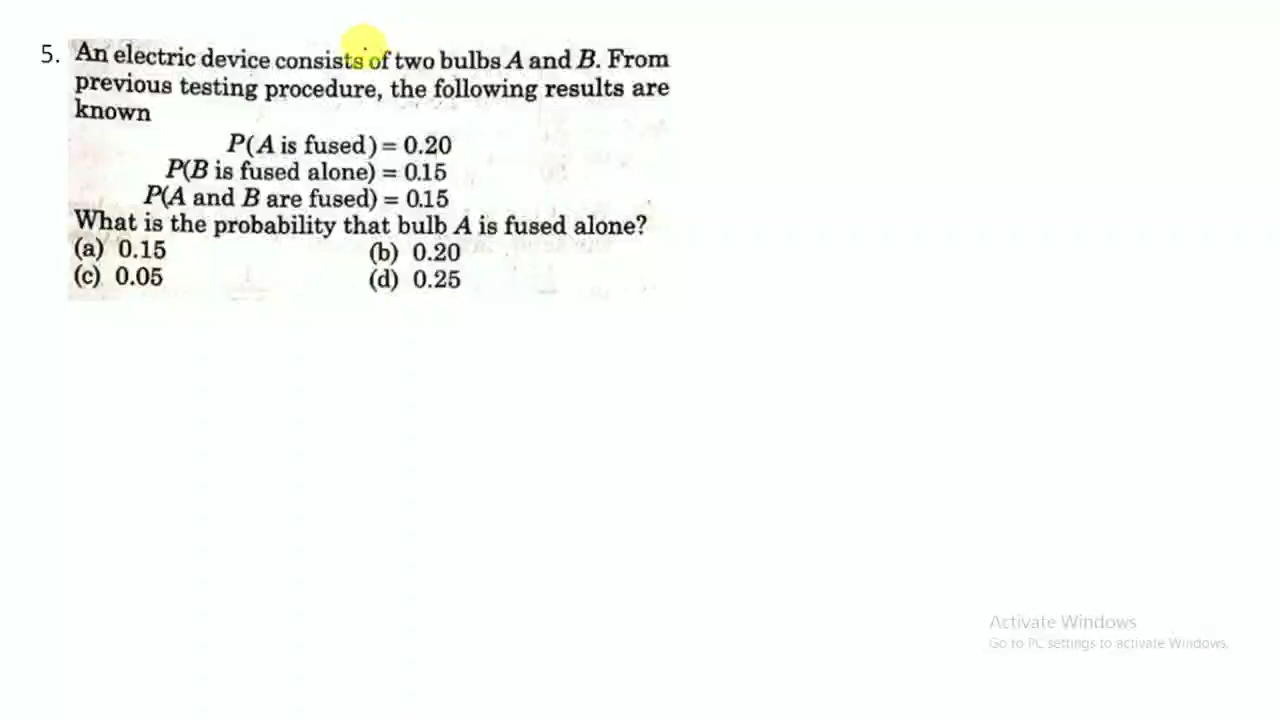 5. An electric device consists of two bulbs A and B. From
previous testing procedure, the following results are
known
P(A is fused) = 0.20
P(B is fused alone) = 0.15
P(A and B are fused) = 0.15
What is the probability that bulb A is fused alone?
(a) 0.15 (b) 0.20
(c) 0.05 (d) 0.25
Activate Windows
Go to PC settings to activate Windows.